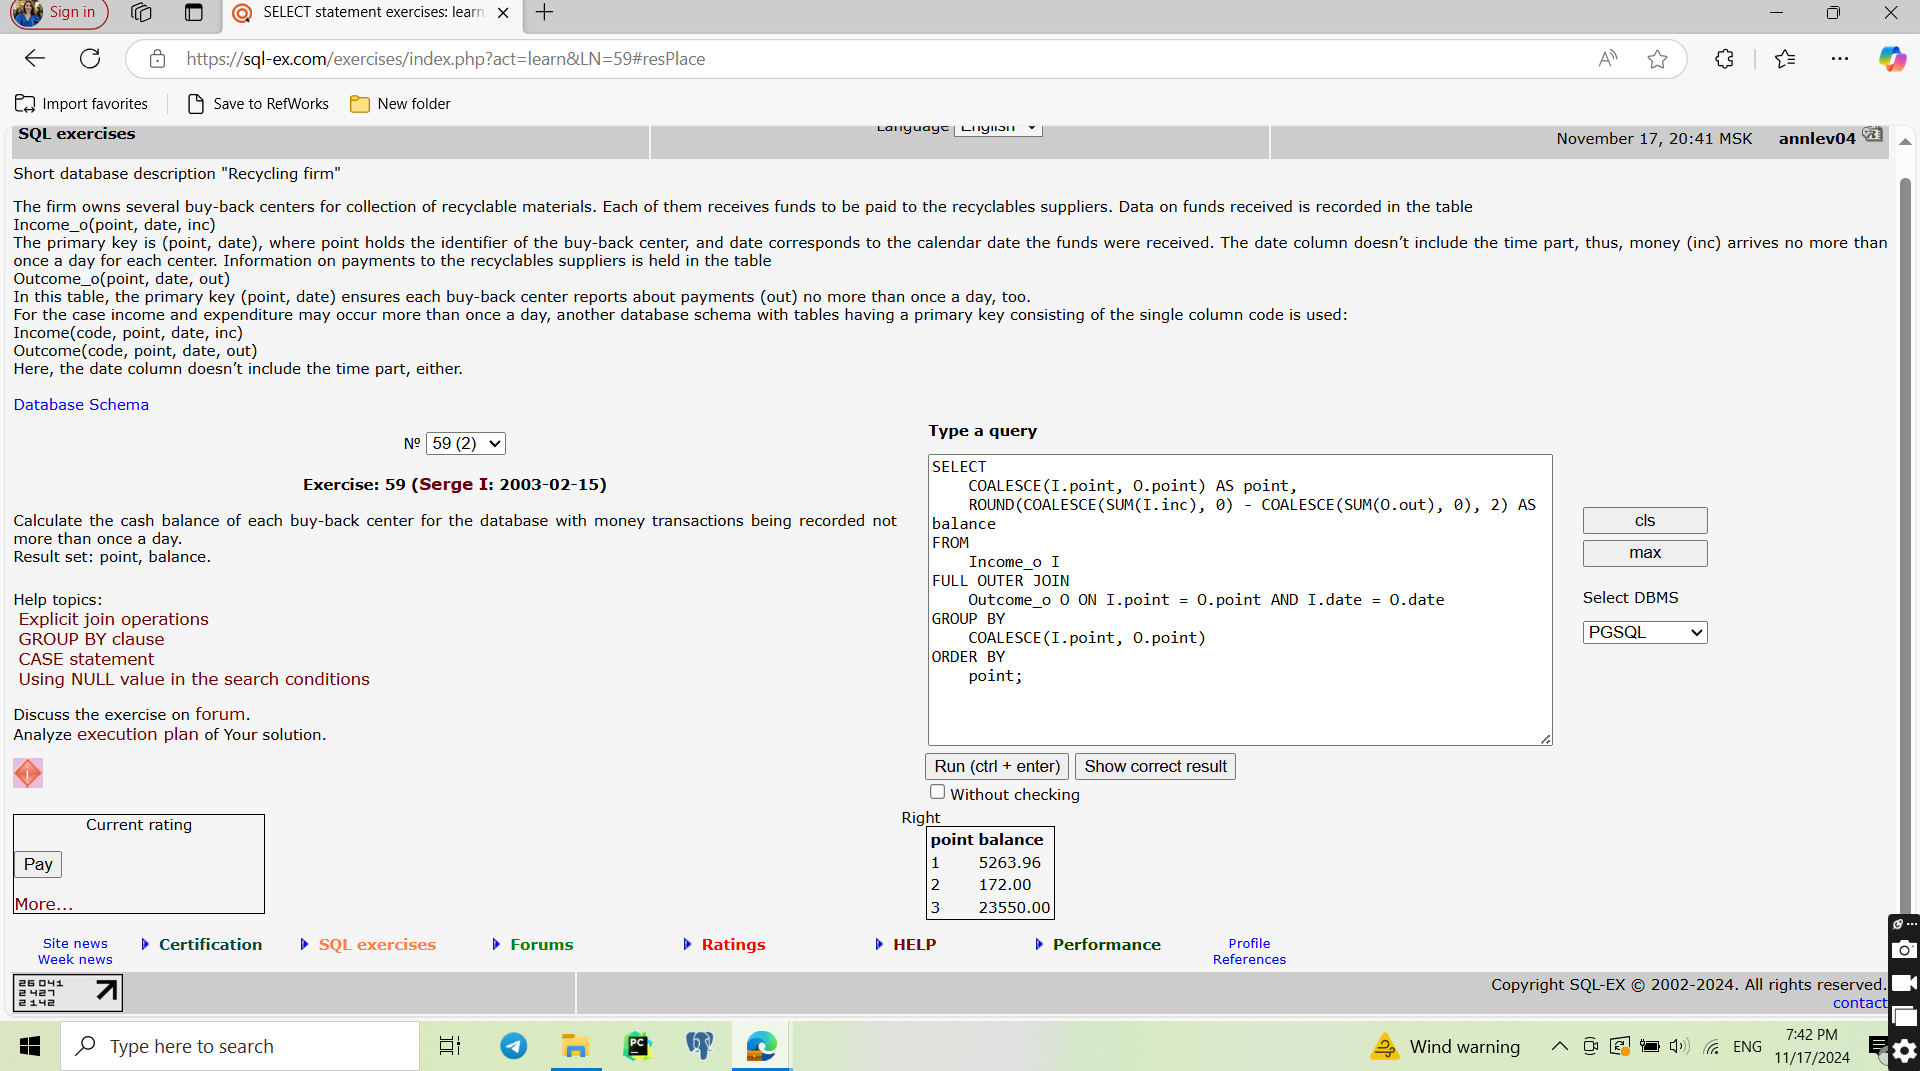 Sign in
SELECT statement exercises: learn
https://sql-ex.com/exercises/index.php?act=learn&LN=59#resPlace
Import favorites
Save to RefWorks
New folder
SQL exercises
Language English
November 17, 20:41 MSK annlev04
Short database description "Recycling firm"
The firm owns several buy-back centers for collection of recyclable materials. Each of them receives funds to be paid to the recyclables suppliers. Data on funds received is recorded in the table
Income_o(point, date, inc)
The primary key is (point, date), where point holds the identifier of the buy-back center, and date corresponds to the calendar date the funds were received. The date column doesn’t include the time part, thus, money (inc) arrives no more than
once a day for each center. Information on payments to the recyclables suppliers is held in the table
Outcome_o(point, date, out)
In this table, the primary key (point, date) ensures each buy-back center reports about payments (out) no more than once a day, too.
For the case income and expenditure may occur more than once a day, another database schema with tables having a primary key consisting of the single column code is used:
Income(code, point, date, inc)
Outcome(code, point, date, out)
Here, the date column doesn’t include the time part, either.
Database Schema
№ 59 (2)
Exercise: 59 (Serge I: 2003-02-15)
Calculate the cash balance of each buy-back center for the database with money transactions being recorded not
more than once a day.
Result set: point, balance.
Help topics:
Explicit join operations
GROUP BY clause
CASE statement
Using NULL value in the search conditions
Discuss the exercise on forum.
Analyze execution plan of Your solution.
Type a query
SELECT
COALESCE(I.point, O.point) AS point,
ROUND(COALESCE(SUM(I.inc), 0) - COALESCE(SUM(O.out), 0), 2) AS
balance
FROM
Income_o I
FULL OUTER JOIN
Outcome_o O ON I.point = O.point AND I.date = O.date
GROUP BY
COALESCE(I.point, O.point)
ORDER BY
point;
cls
max
Select DBMS
PGSQL
Run (ctrl + enter)
Show correct result
Without checking
Right
point balance
1 5263.96
2 172.00
3 23550.00
Current rating
Pay
More...
Site news
Week news
Certification
SQL exercises
Forums
Ratings
HELP
Performance
Profile
References
26 041
2 427
2 142
Copyright SQL-EX © 2002-2024. All rights reserved.
contact
Type here to search
PC
Wind warning
ENG
7:42 PM
11/17/2024